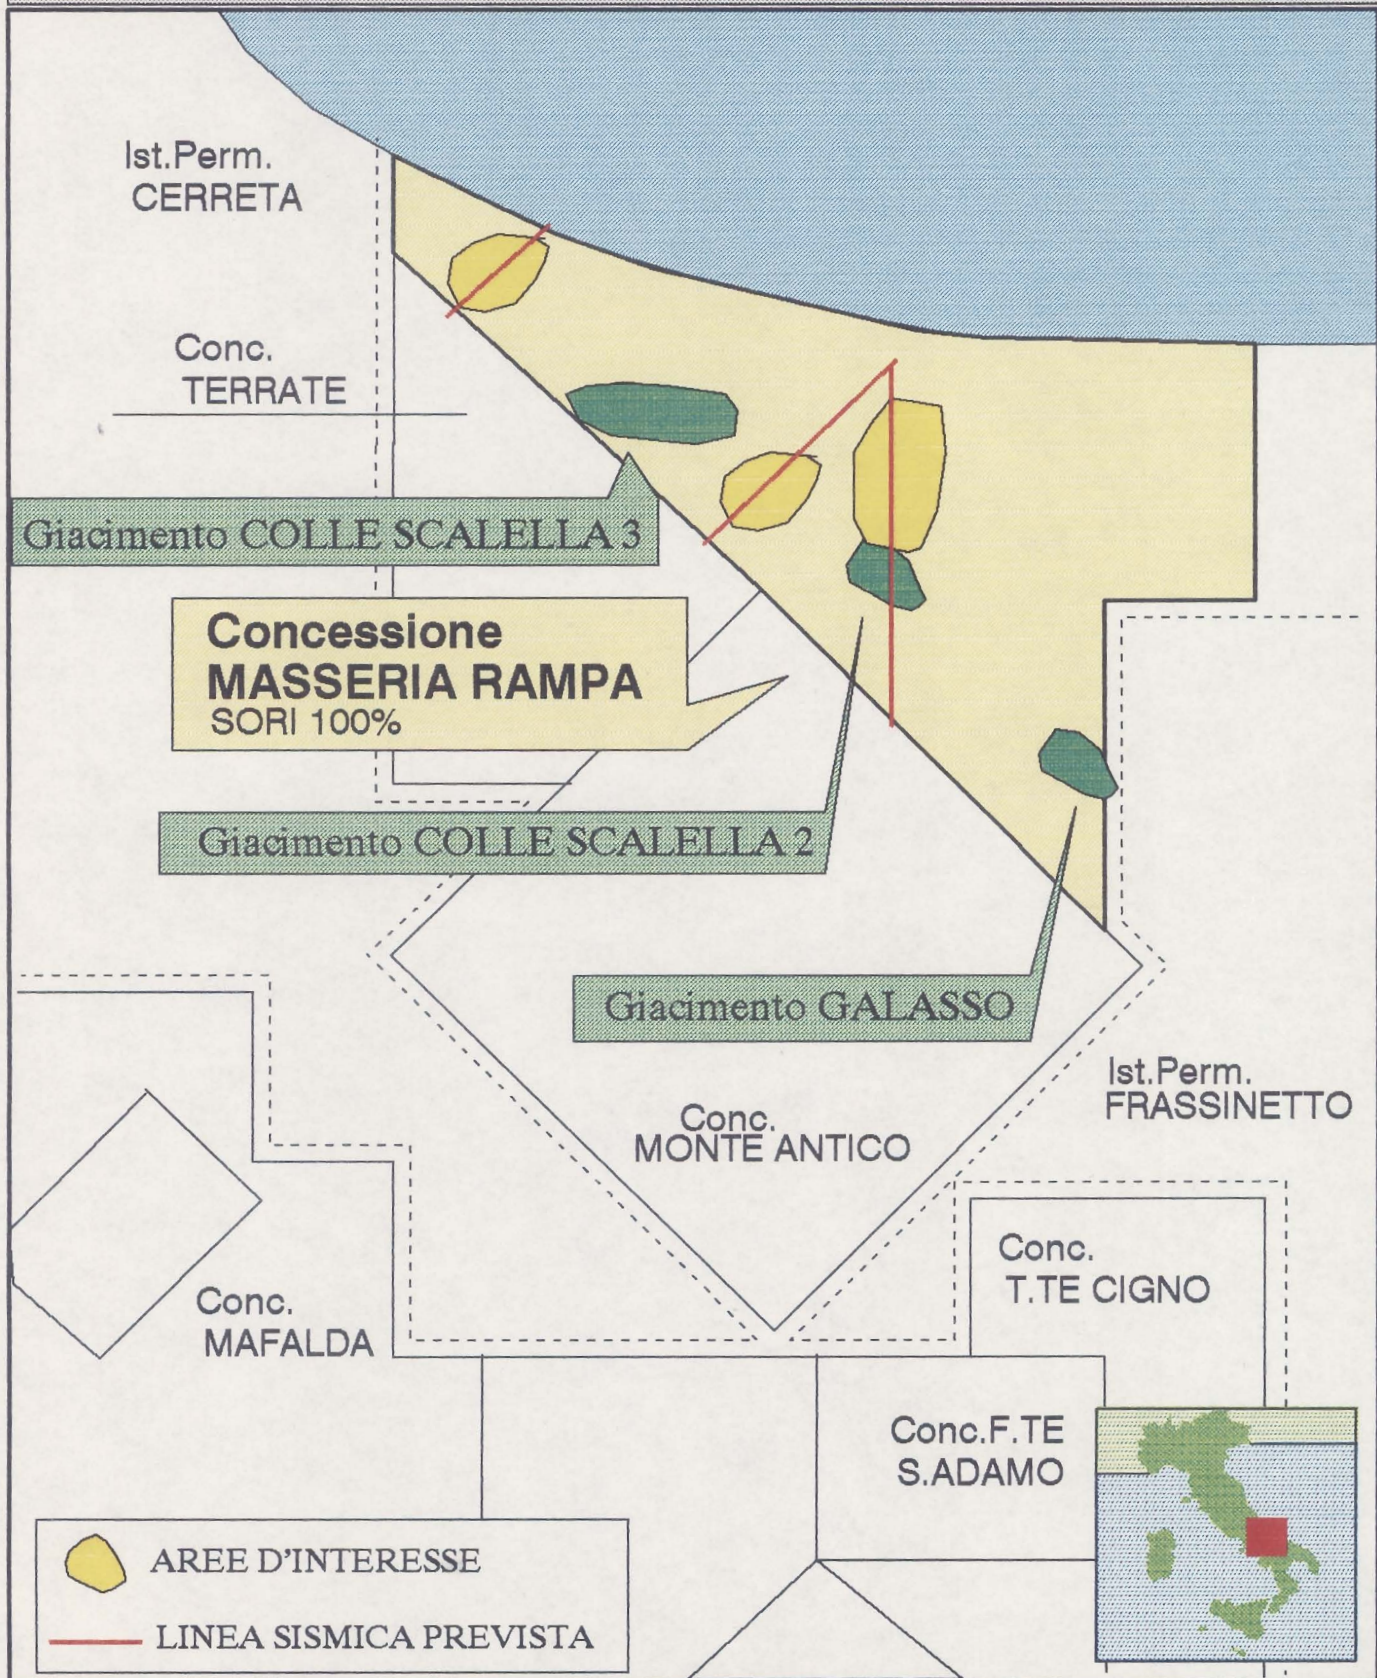 Ist.Perm.
CERRETA
Conc.
TERRATE
Giacimento COLLE SCALELLA 3
Concessione
MASSERIA RAMPA
SORI 100%
Giacimento COLLE SCALELLA 2
Giacimento GALASSO
Ist.Perm.
FRASSINETTO
Conc.
MONTE ANTICO
Conc.
T.TE CIGNO
Conc.
MAFALDA
Conc.F.TE
S.ADAMO
AREE D'INTERESSE
LINEA SISMICA PREVISTA